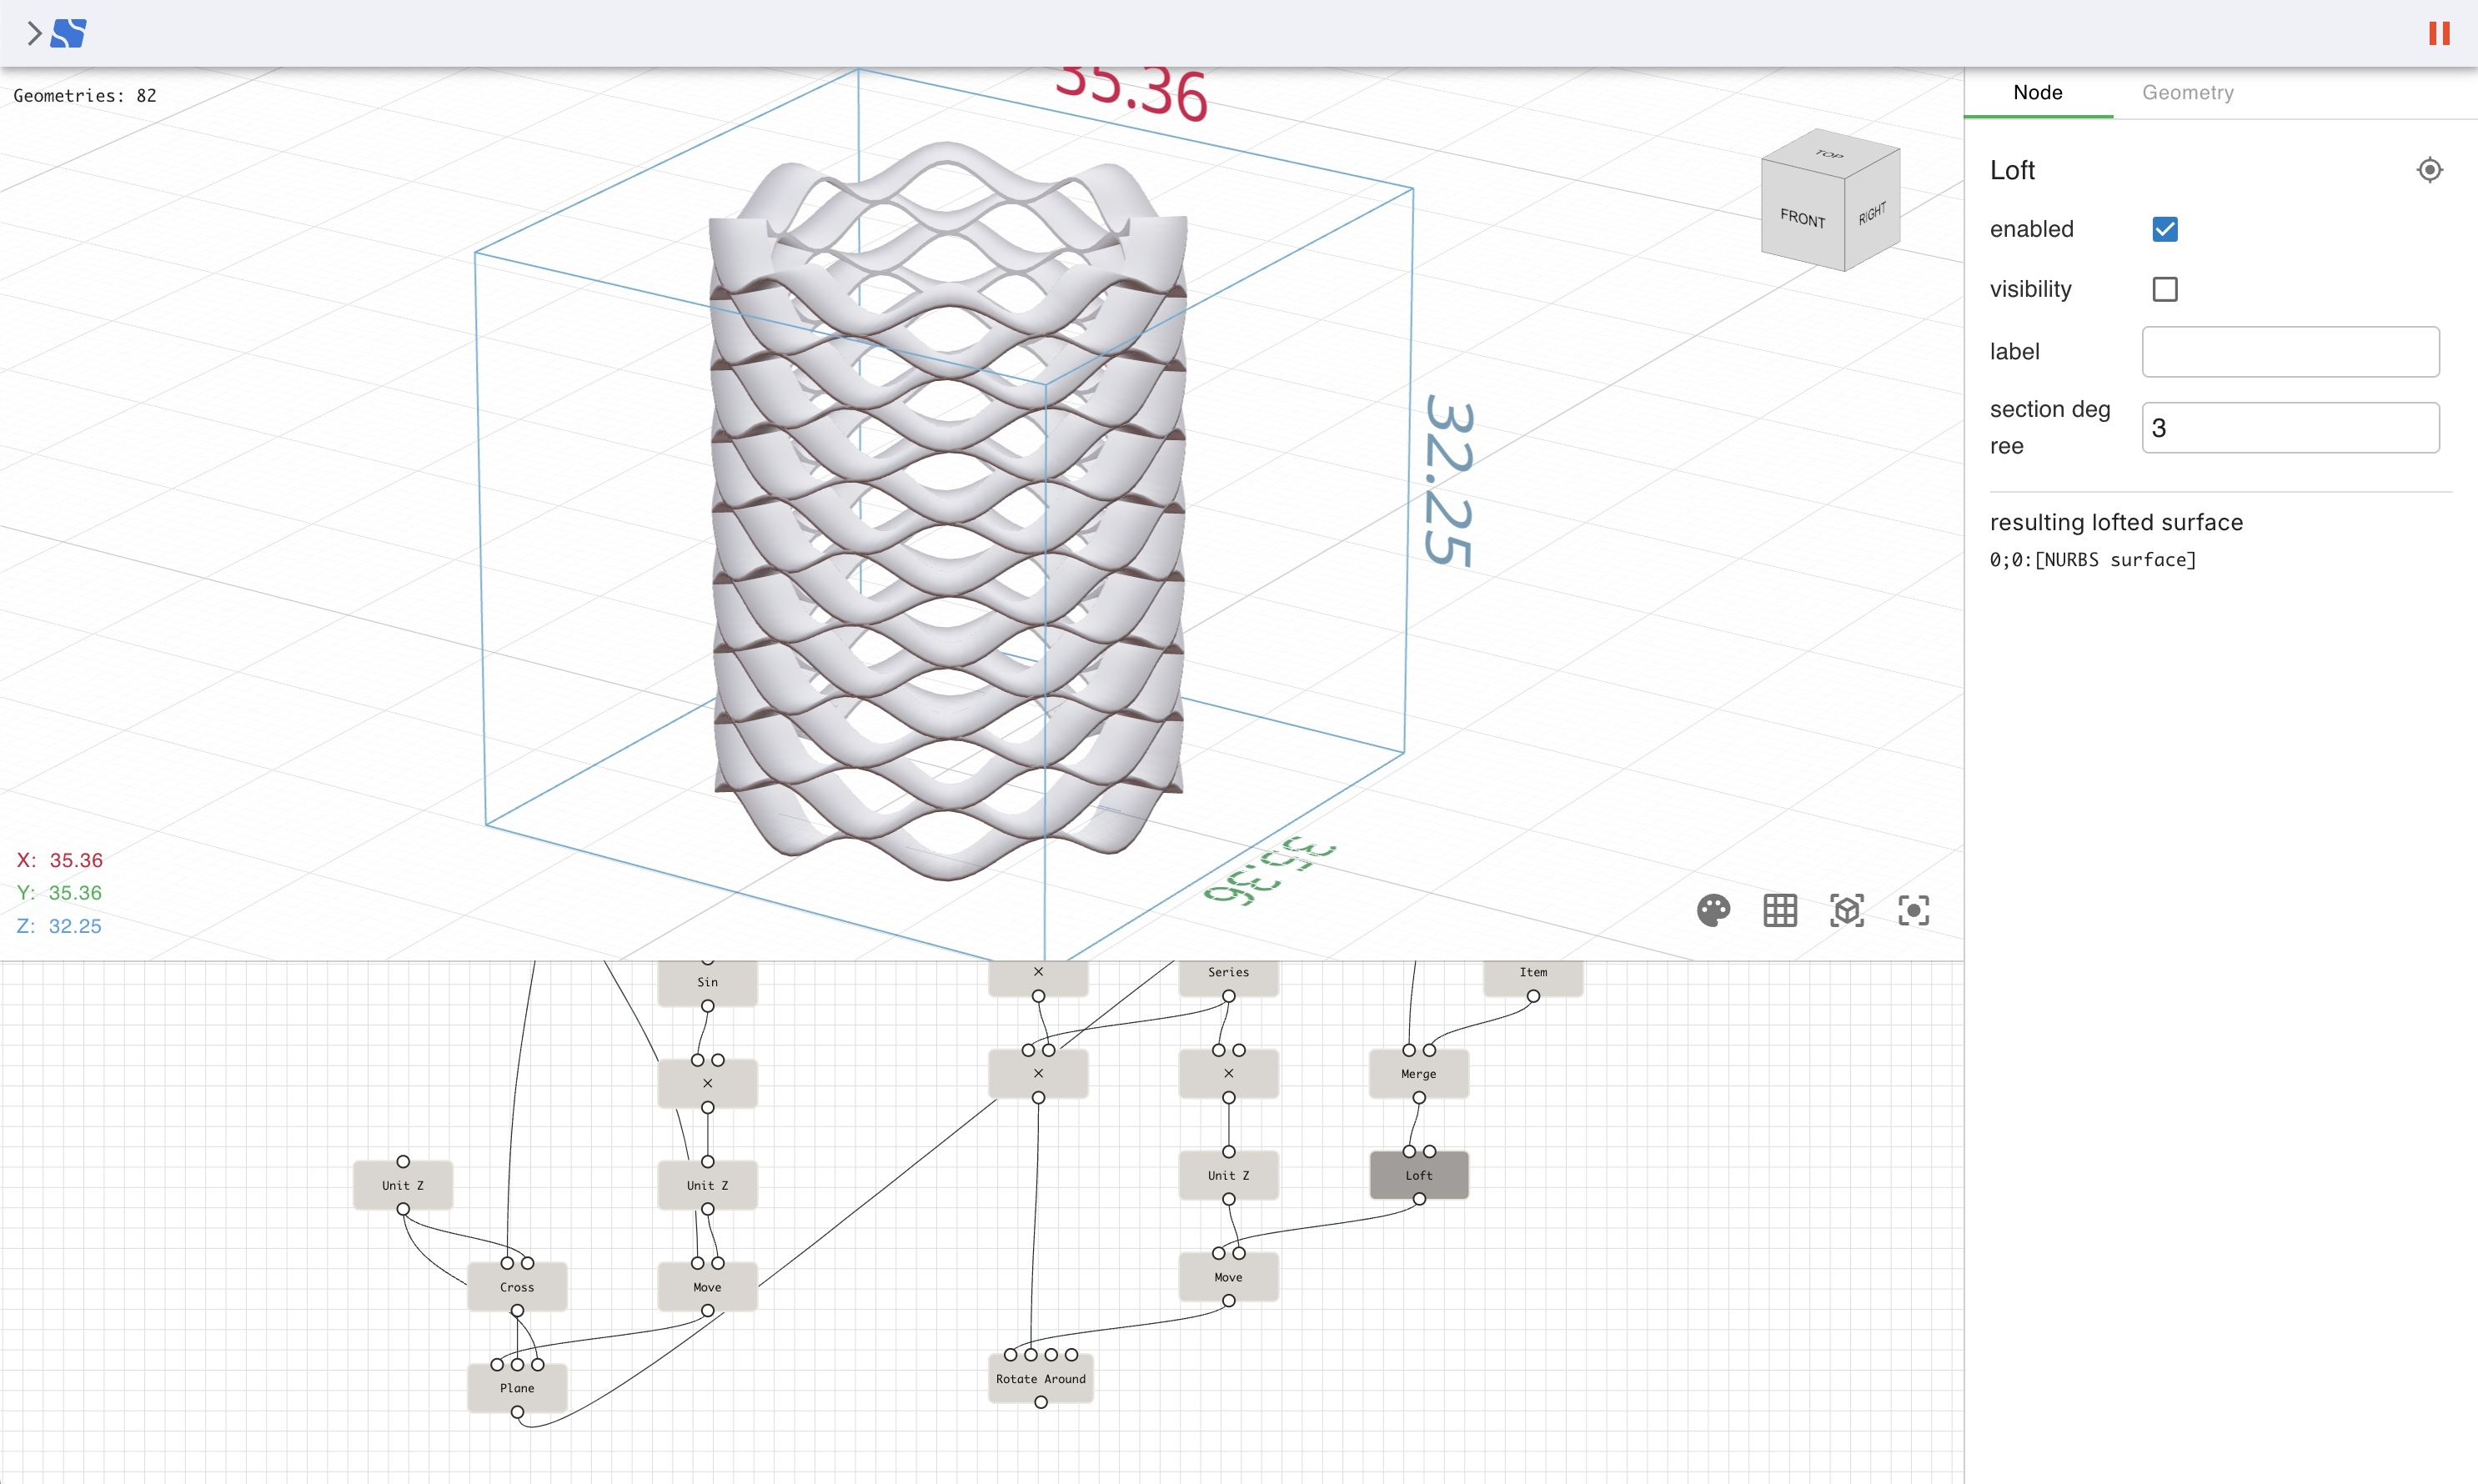 35.36
Geometries: 82
TOP
FRONT
RIGHT
32.25
35.36
X: 35.36
Y: 35.36
Z: 32.25
Node
Geometry
Loft
enabled
visibility
label
section deg
ree
3
resulting lofted surface
0;0:[NURBS surface]
Sin
×
Series
Item
×
×
×
Merge
Unit Z
Unit Z
Unit Z
Loft
Cross
Move
Move
Plane
Rotate Around